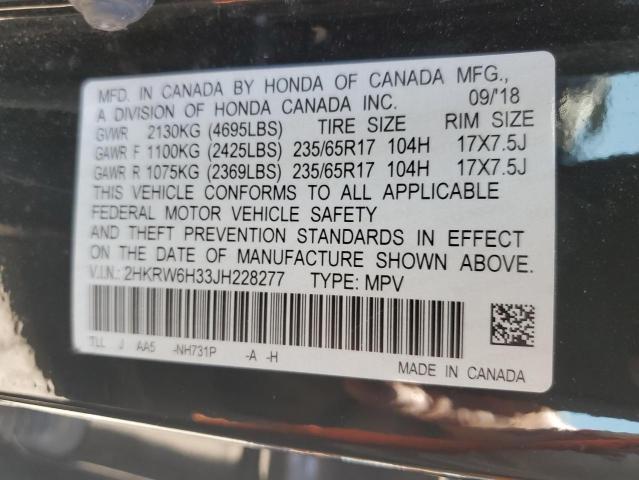 MFD. IN CANADA BY HONDA OF CANADA MFG.,
A DIVISION OF HONDA CANADA INC. 09/'18
GVWR 2130KG (4695LBS) TIRE SIZE RIM SIZE
GAWR F 1100KG (2425LBS) 235/65R17 104H 17X7.5J
GAWR R 1075KG (2369LBS) 235/65R17 104H 17X7.5J
THIS VEHICLE CONFORMS TO ALL APPLICABLE
FEDERAL MOTOR VEHICLE SAFETY
AND THEFT PREVENTION STANDARDS IN EFFECT
ON THE DATE OF MANUFACTURE SHOWN ABOVE.
V.I.N.: 2HKRW6H33JH228277 TYPE: MPV
TLL J AA5 -NH731P -A -H
MADE IN CANADA